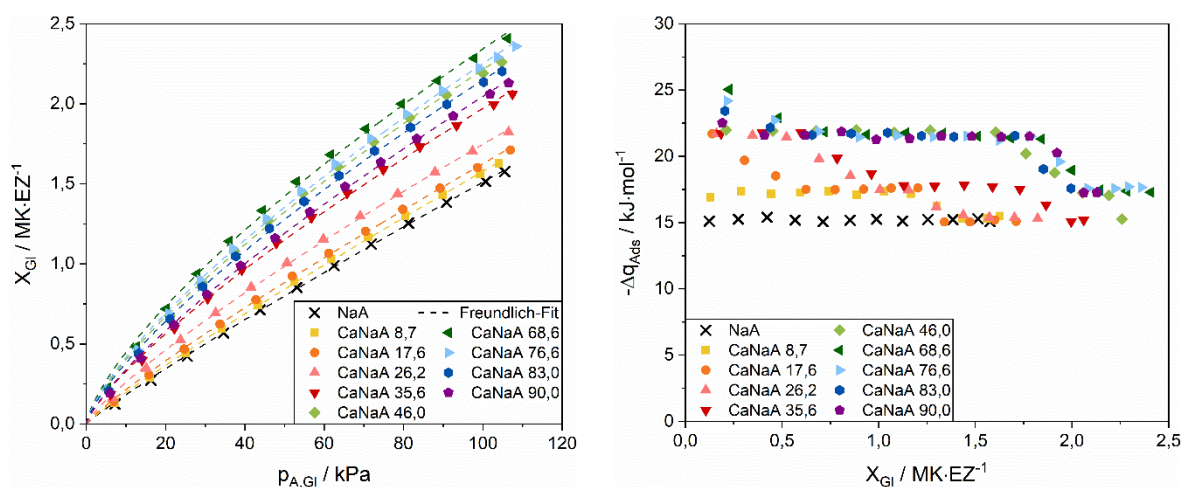 2,5
2,0
1,5
1,0
0,5
0,0
X_GI / MK·EZ⁻¹
0 20 40 60 80 100 120
p_A,GI / kPa
NaA
CaNaA 8,7
CaNaA 17,6
CaNaA 26,2
CaNaA 35,6
CaNaA 46,0
Freundlich-Fit
CaNaA 68,6
CaNaA 76,6
CaNaA 83,0
CaNaA 90,0
30
25
20
15
10
5
0
-Δq_Ads / kJ·mol⁻¹
0,0 0,5 1,0 1,5 2,0 2,5
X_GI / MK·EZ⁻¹
NaA
CaNaA 8,7
CaNaA 17,6
CaNaA 26,2
CaNaA 35,6
CaNaA 46,0
CaNaA 68,6
CaNaA 76,6
CaNaA 83,0
CaNaA 90,0